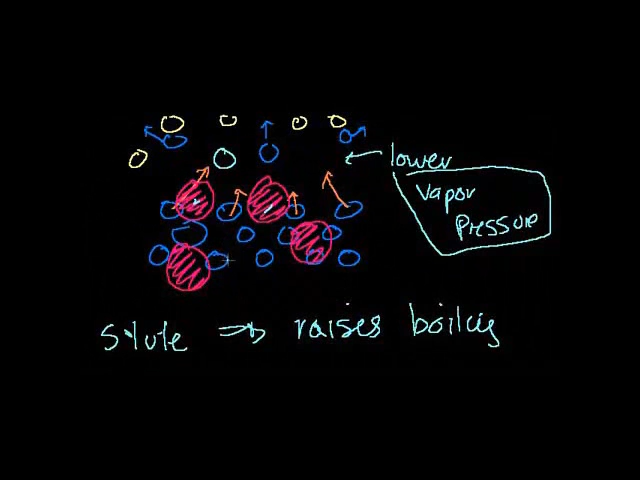 lower
Vapor
Pressure
Solute => raises boiling